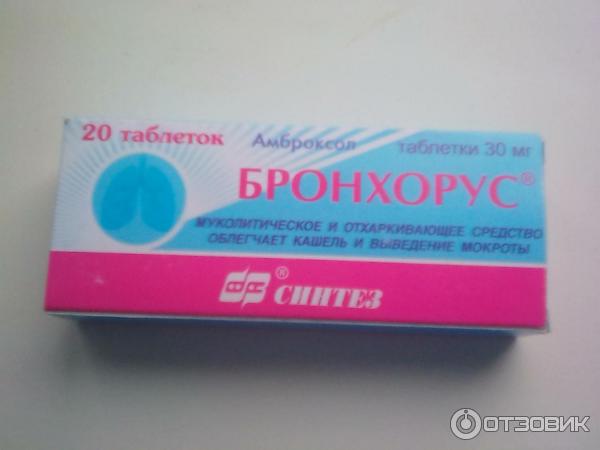 20 таблеток
Амброксол
таблетки 30 мг
БРОНХОРУС®
МУКОЛИТИЧЕСКОЕ И ОТХАРКИВАЮЩЕЕ СРЕДСТВО
ОБЛЕГЧАЕТ КАШЕЛЬ И ВЫВЕДЕНИЕ МОКРОТЫ
® СИНТЕЗ
ОТЗОВИК